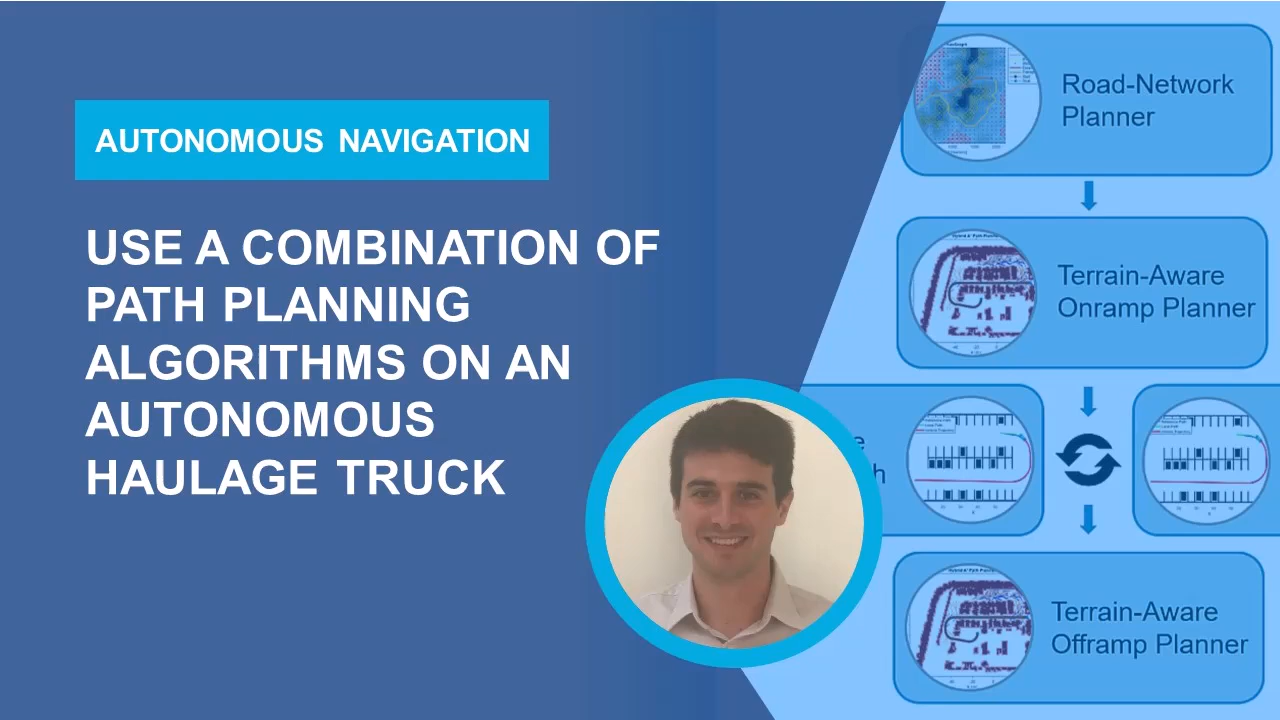 AUTONOMOUS NAVIGATION
USE A COMBINATION OF
PATH PLANNING
ALGORITHMS ON AN
AUTONOMOUS
HAULAGE TRUCK
Road-Network
Planner
Terrain-Aware
Onramp Planner
Terrain-Aware
Offramp Planner